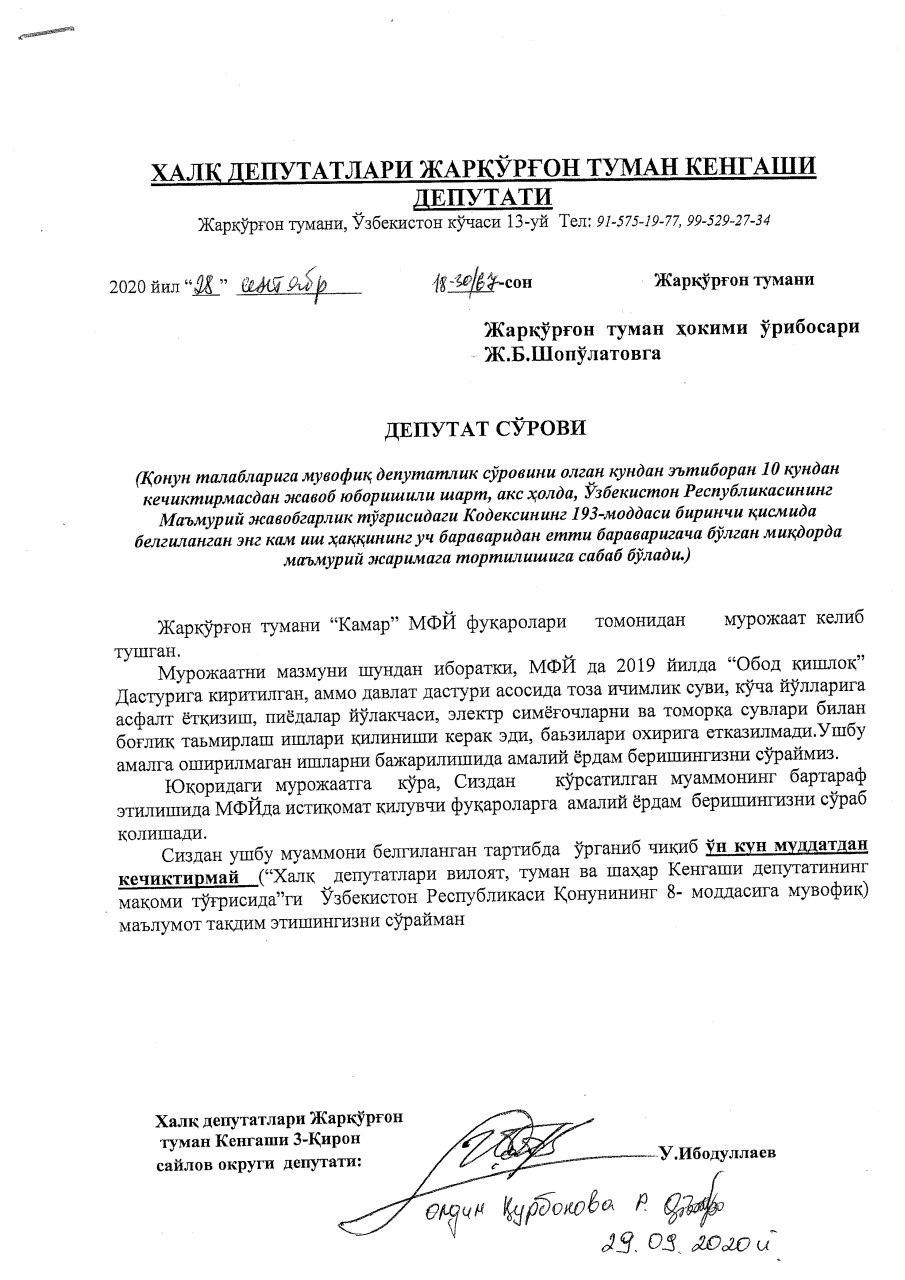 ХАЛҚ ДЕПУТАТЛАРИ ЖАРҚЎРҒОН ТУМАН КЕНГАШИ
ДЕПУТАТИ
Жарқўрғон тумани, Ўзбекистон кўчаси 13-уй Тел: 91-575-19-77, 99-529-27-34
2020 йил “28” сентябр 18-30/67-сон Жарқўрғон тумани
Жарқўрғон туман ҳокими ўрибосари
Ж.Б.Шопўлатовга
ДЕПУТАТ СЎРОВИ
(Қонун талабларига мувофиқ депутатлик сўровини олган кундан эътиборан 10 кундан
кечиктирмасдан жавоб юборишили шарт, акс ҳолда, Ўзбекистон Республикасининг
Маъмурий жавобгарлик тўғрисидаги Кодексининг 193-моддаси биринчи қисмида
белгиланган энг кам иш ҳаққининг уч бараваридан етти бараваригача бўлган миқдорда
маъмурий жаримага тортилишига сабаб бўлади.)
Жарқўрғон тумани “Камар” МФЙ фуқаролари томонидан мурожаат келиб
тушган.
Мурожаатни мазмуни шундан иборатки, МФЙ да 2019 йилда “Обод қишлоқ”
Дастурига киритилган, аммо давлат дастури асосида тоза ичимлик суви, кўча йўлларига
асфалт ётқизиш, пиёдалар йўлакчаси, электр симёғочларни ва томорқа сувлари билан
боғлиқ таьмирлаш ишлари қилиниши керак эди, баьзилари охирига етказилмади.Ушбу
амалга оширилмаган ишларни бажарилишида амалий ёрдам беришингизни сўраймиз.
Юқоридаги мурожаатга кўра, Сиздан кўрсатилган муаммонинг бартараф
этилишида МФЙда истиқомат қилувчи фуқароларга амалий ёрдам беришингизни сўраб
қолишади.
Сиздан ушбу муаммони белгиланган тартибда ўрганиб чиқиб ўн кун муддатдан
кечиктирмай (“Халқ депутатлари вилоят, туман ва шаҳар Кенгаши депутатининг
мақоми тўғрисида”ги Ўзбекистон Республикаси Қонунининг 8- моддасига мувофиқ)
маълумот тақдим этишингизни сўрайман
Халқ депутатлари Жарқўрғон
туман Кенгаши 3-Қирон
сайлов округи депутати:
У.Ибодуллаев
олдим Қурбонова Р.
29.09.2020й